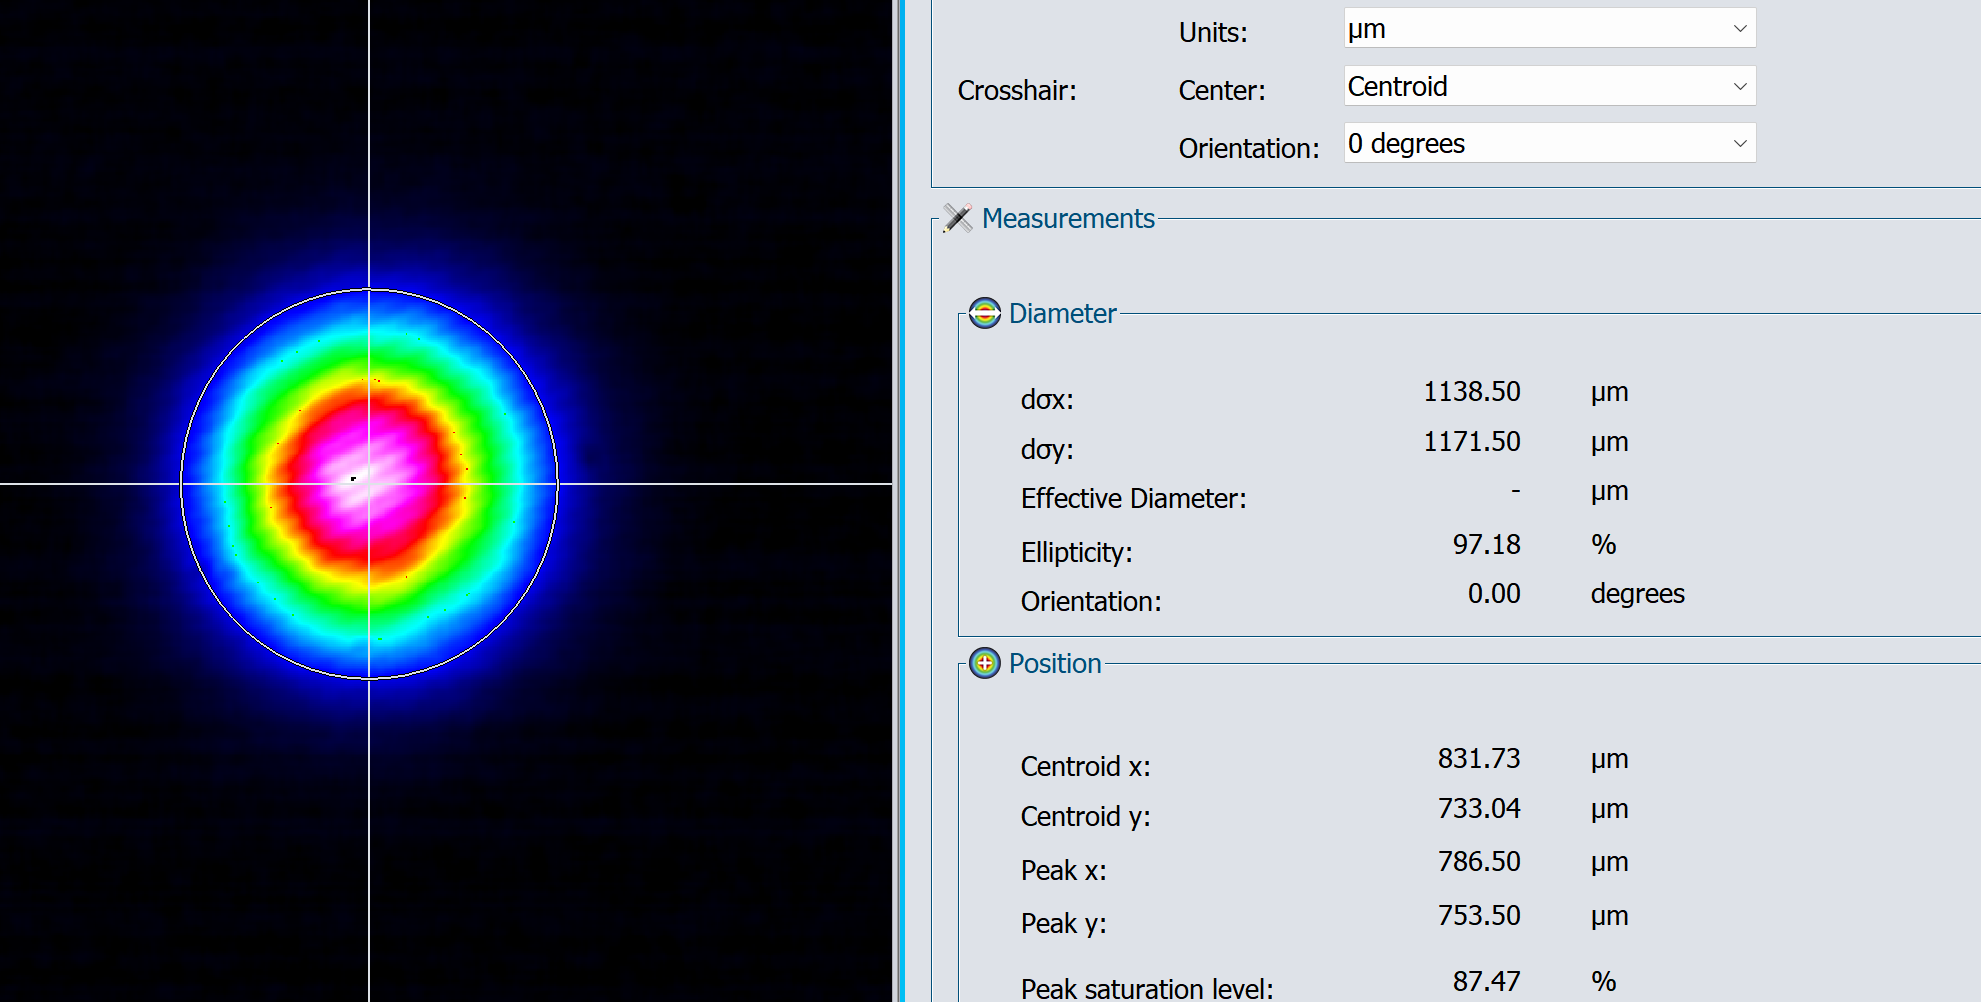 Units: µm
Crosshair: Center: Centroid
Orientation: 0 degrees
Measurements
Diameter
dσx: 1138.50 µm
dσy: 1171.50 µm
Effective Diameter: - µm
Ellipticity: 97.18 %
Orientation: 0.00 degrees
Position
Centroid x: 831.73 µm
Centroid y: 733.04 µm
Peak x: 786.50 µm
Peak y: 753.50 µm
Peak saturation level: 87.47 %